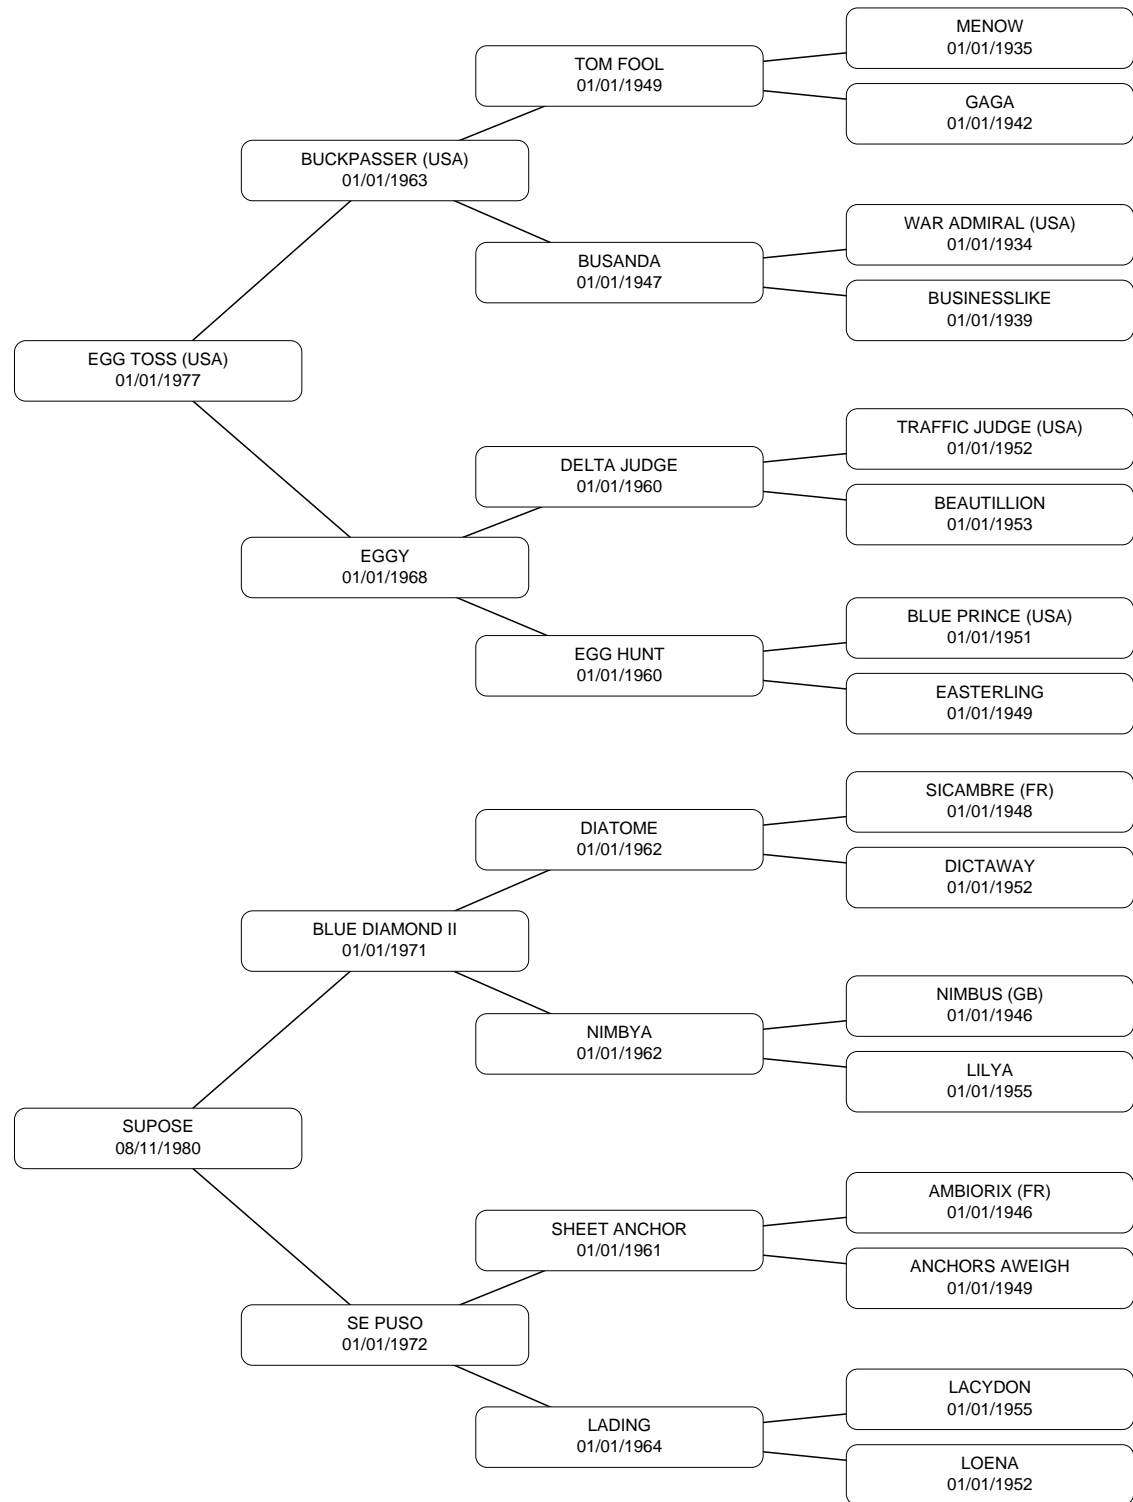 MENOW
01/01/1935
TOM FOOL
01/01/1949
GAGA
01/01/1942
BUCKPASSER (USA)
01/01/1963
WAR ADMIRAL (USA)
01/01/1934
BUSANDA
01/01/1947
BUSINESSLIKE
01/01/1939
EGG TOSS (USA)
01/01/1977
TRAFFIC JUDGE (USA)
01/01/1952
DELTA JUDGE
01/01/1960
BEAUTILLION
01/01/1953
EGGY
01/01/1968
BLUE PRINCE (USA)
01/01/1951
EGG HUNT
01/01/1960
EASTERLING
01/01/1949
SICAMBRE (FR)
01/01/1948
DIATOME
01/01/1962
DICTAWAY
01/01/1952
BLUE DIAMOND II
01/01/1971
NIMBUS (GB)
01/01/1946
NIMBYA
01/01/1962
LILYA
01/01/1955
SUPOSE
08/11/1980
AMBIORIX (FR)
01/01/1946
SHEET ANCHOR
01/01/1961
ANCHORS AWEIGH
01/01/1949
SE PUSO
01/01/1972
LACYDON
01/01/1955
LADING
01/01/1964
LOENA
01/01/1952